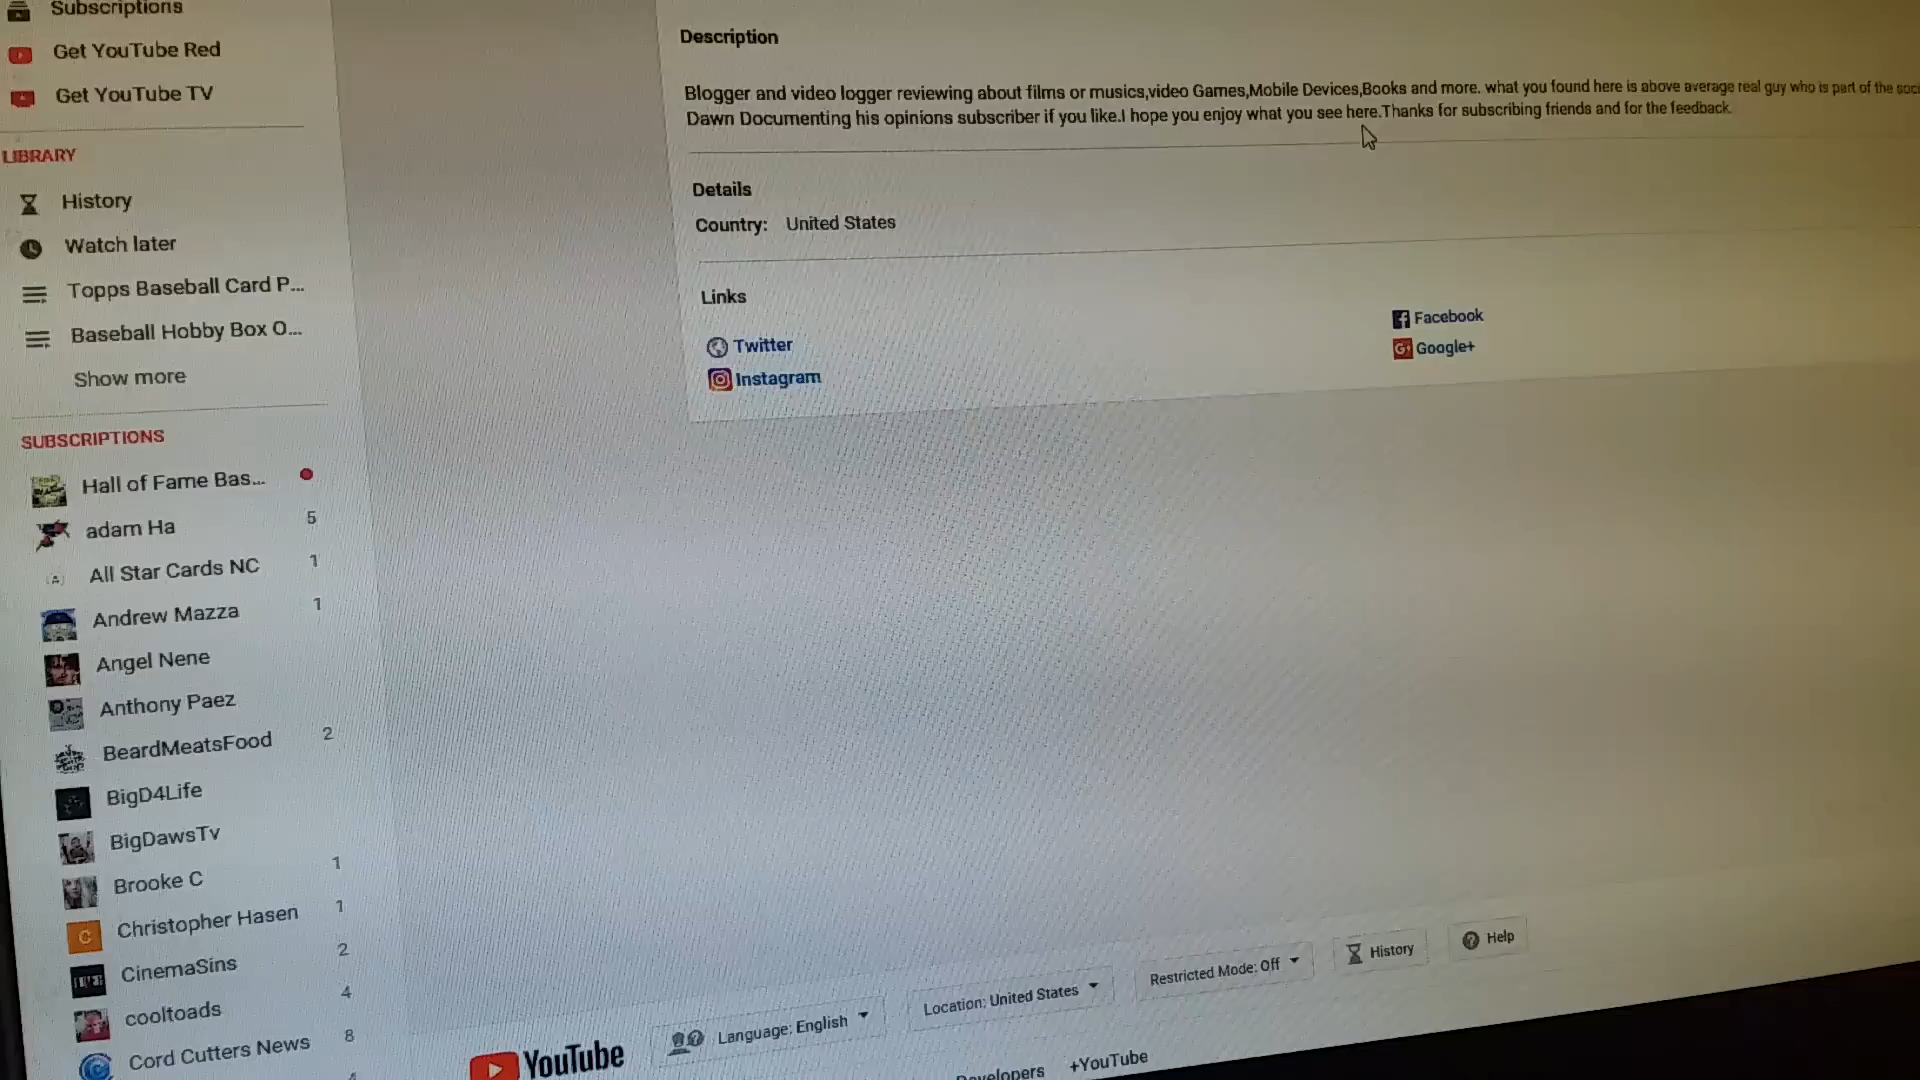 Subscriptions
Get YouTube Red
Get YouTube TV
LIBRARY
History
Watch later
Topps Baseball Card P...
Baseball Hobby Box O...
Show more
SUBSCRIPTIONS
Hall of Fame Bas...
adam Ha 5
All Star Cards NC 1
Andrew Mazza 1
Angel Nene
Anthony Paez
BeardMeatsFood 2
BigD4Life
BigDawsTv
Brooke C 1
Christopher Hasen 1
CinemaSins 2
cooltoads 4
Cord Cutters News 8
Description
Blogger and video logger reviewing about films or musics,video Games,Mobile Devices,Books and more. what you found here is above average real guy who is part of the soci
Dawn Documenting his opinions subscriber if you like.I hope you enjoy what you see here.Thanks for subscribing friends and for the feedback.
Details
Country: United States
Links
Twitter
Instagram
Facebook
Google+
YouTube
Language: English
Location: United States
Restricted Mode: Off
History
Help
Developers
+YouTube